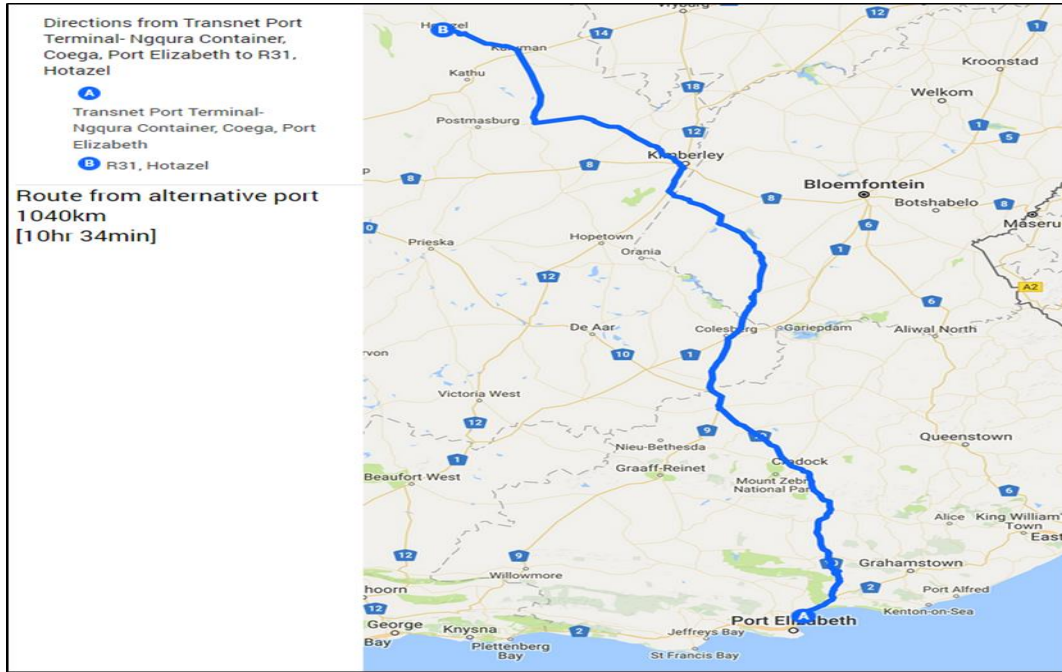 Directions from Transnet Port
Terminal- Ngqura Container,
Coega, Port Elizabeth to R31,
Hotazel
A
Transnet Port Terminal-
Ngqura Container, Coega, Port
Elizabeth
B R31, Hotazel
Route from alternative port
1040km
[10hr 34min]
Vryburg
12
1
B
14
Kroonstad
Kathu
18
Welkom
Postmasburg
1
5
12
8
Kimberley
8
8
Bloemfontein
Botshabelo
8
Maseru
6
Hopetown
Prieska
1
Orania
A2
12
6
De Aar
Colesberg
Gariepdam
Aliwal North
10
1
Victoria West
12
9
Queenstown
Nieu-Bethesda
1
Cradock
Graaff-Reinet
Beaufort West
Mount Zebra
National Park
6
Alice
King William'
Town
East
12
9
Willowmore
Grahamstown
hoorn
2
Port Alfred
12
A
Kenton-on-Sea
George
Port Elizabeth
Knysna
2
Jeffreys Bay
Bay
Plettenberg
Bay
St Francis Bay